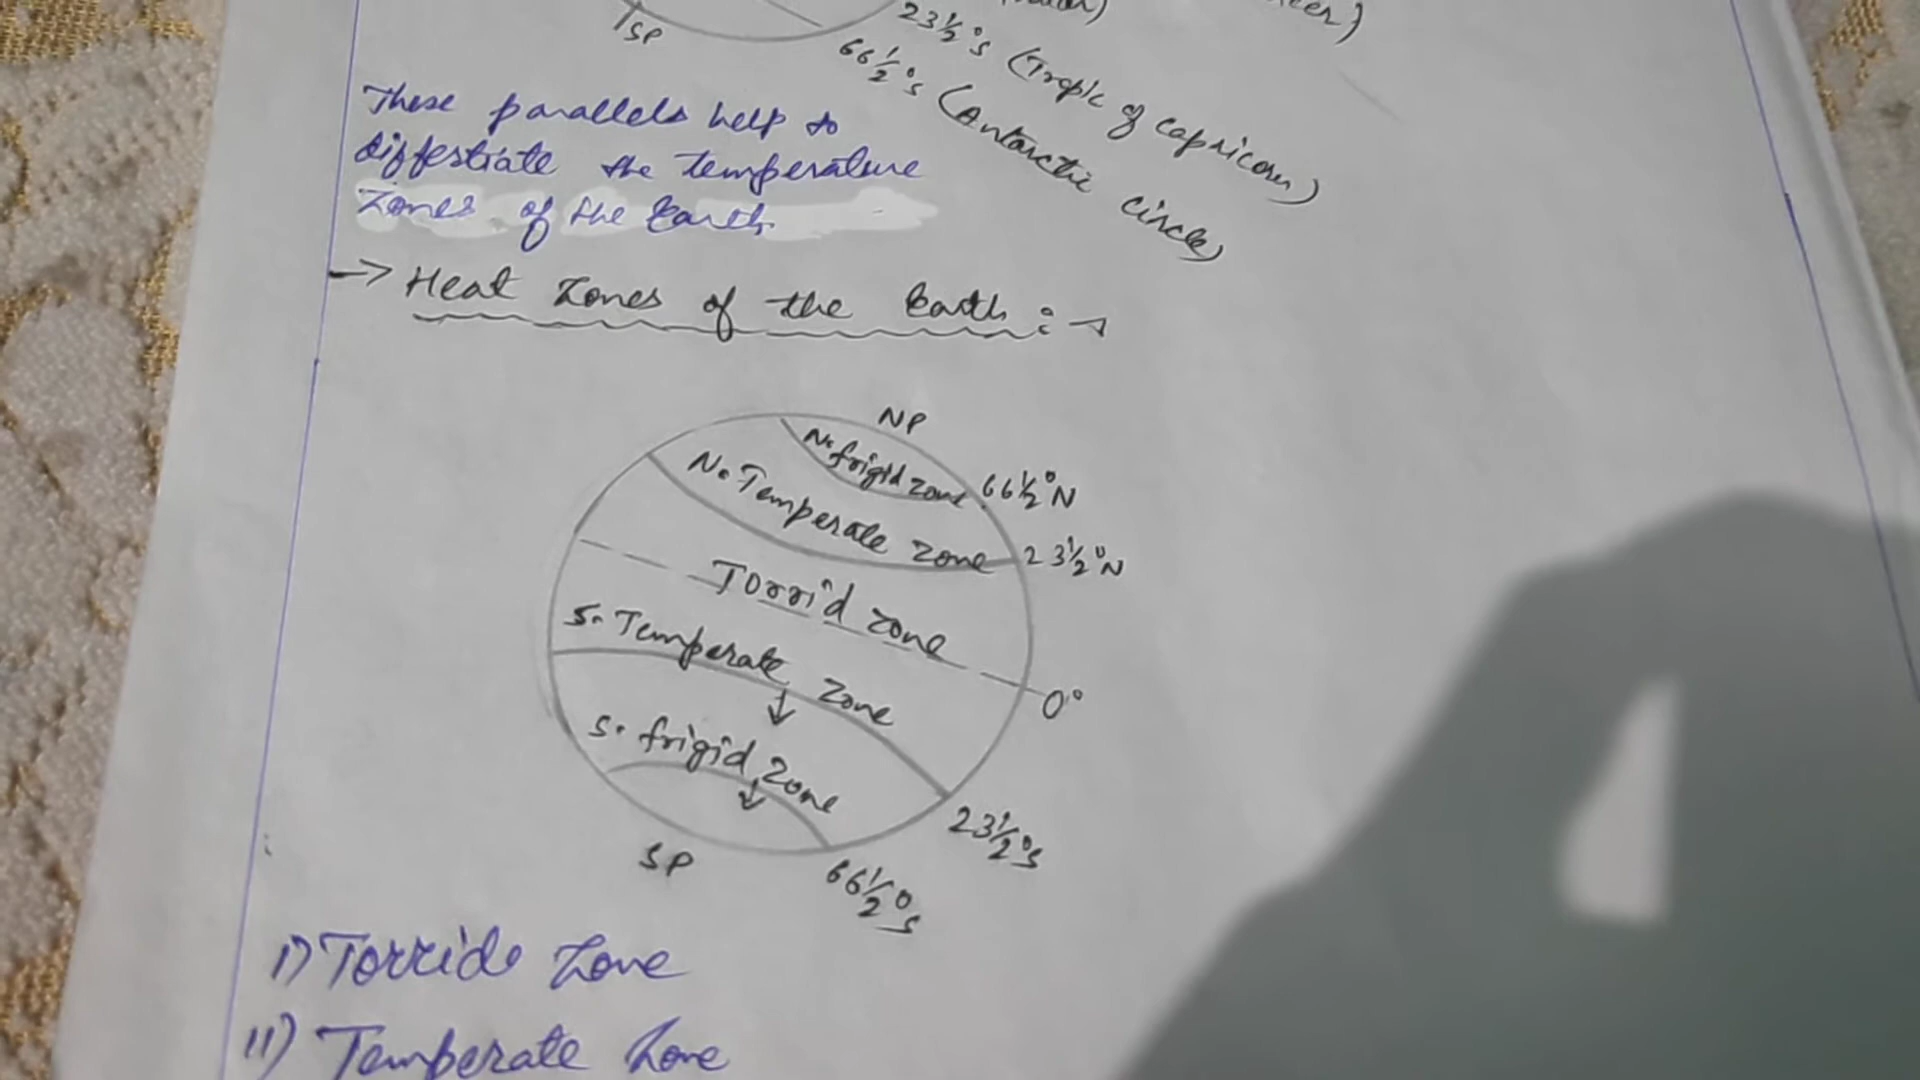 SP
23½°S (Tropic of capricorn)
66½°S (Antarctic circle)
These parallels help to
diffestiate the temperature
Zones of the Earth.
→ Heat Zones of the Earth : →
NP
N. frigid zone 66½°N
N. Temperate zone 23½°N
Torrid zone
0°
S. Temperate zone
↓
S. frigid zone
↓
23½°S
SP
66½°S
I) Torride Zone
II) Temperate Zone